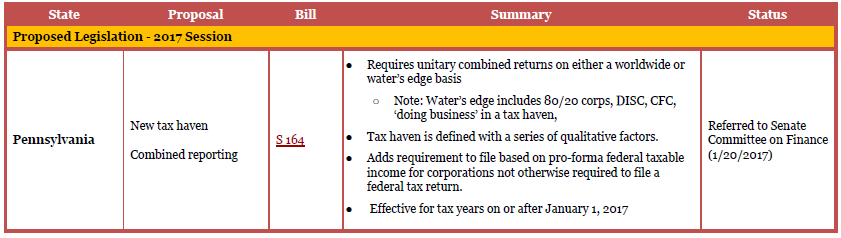 State Proposal Bill Summary Status
Proposed Legislation - 2017 Session
Pennsylvania
New tax haven
Combined reporting
S 164
● Requires unitary combined returns on either a worldwide or
water's edge basis
○ Note: Water's edge includes 80/20 corps, DISC, CFC,
'doing business' in a tax haven,
● Tax haven is defined with a series of qualitative factors.
● Adds requirement to file based on pro-forma federal taxable
income for corporations not otherwise required to file a
federal tax return.
● Effective for tax years on or after January 1, 2017
Referred to Senate
Committee on Finance
(1/20/2017)